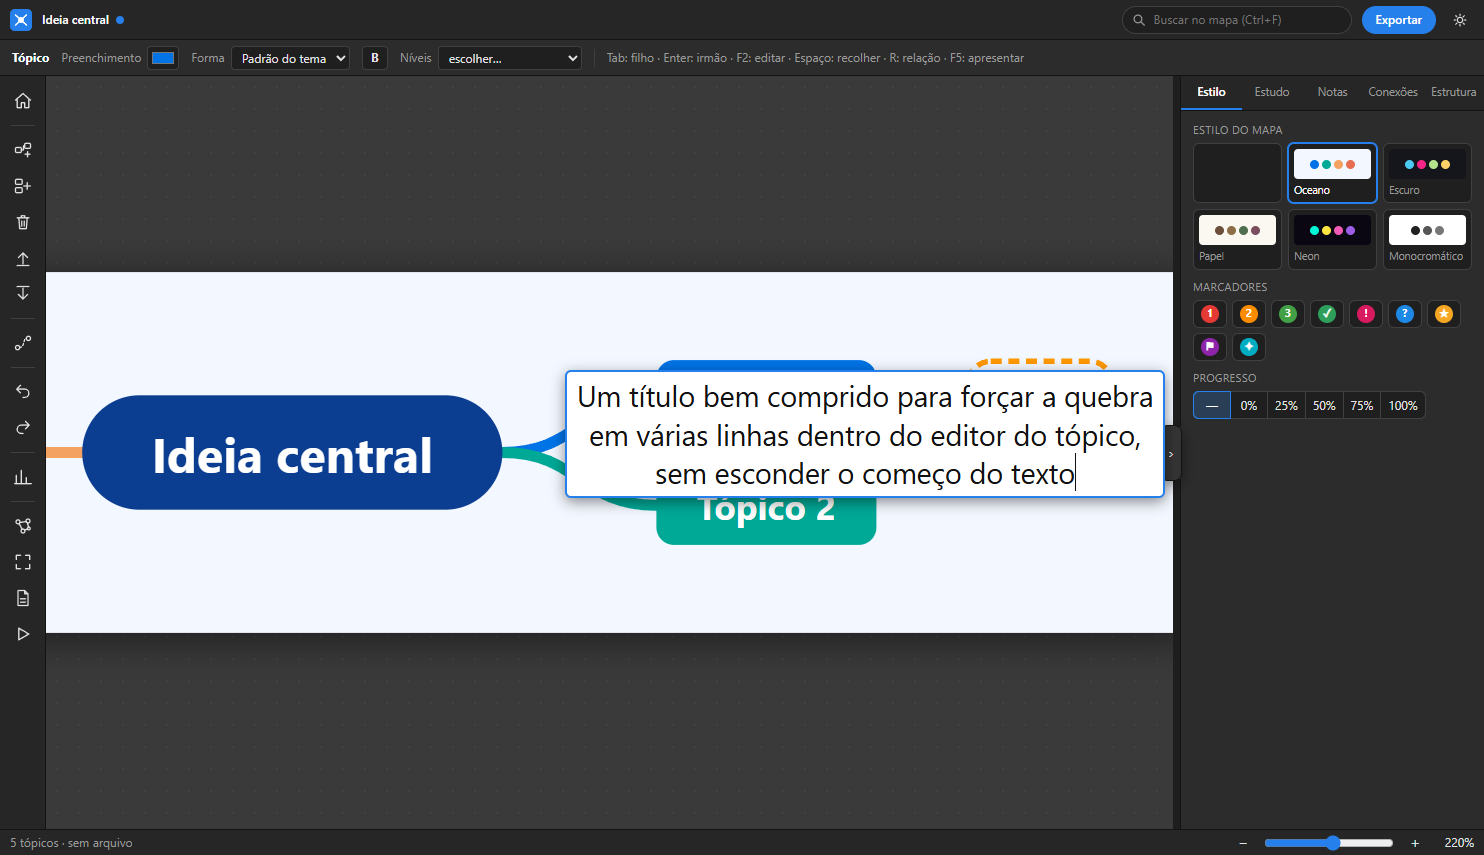 Ideia central
Buscar no mapa (Ctrl+F)
Exportar
Tópico
Preenchimento
Forma
Padrão do tema
B
Níveis
escolher...
Tab: filho · Enter: irmão · F2: editar · Espaço: recolher · R: relação · F5: apresentar
Estilo
Estudo
Notas
Conexões
Estrutura
ESTILO DO MAPA
Oceano
Escuro
Papel
Neon
Monocromático
MARCADORES
1
2
3
!
?
PROGRESSO
—
0%
25%
50%
75%
100%
Ideia central
Um título bem comprido para forçar a quebra
em várias linhas dentro do editor do tópico,
sem esconder o começo do texto
Tópico 2
5 tópicos · sem arquivo
220%